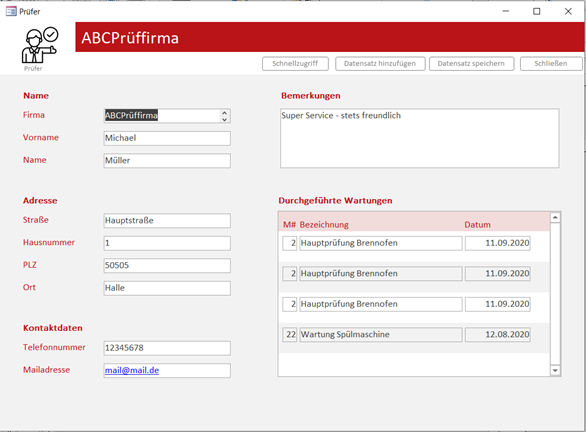 Prüfer
ABCPrüffirma
Prüfer
Schnellzugriff Datensatz hinzufügen Datensatz speichern Schließen
Name
Firma ABCPrüffirma
Vorname Michael
Name Müller
Bemerkungen
Super Service - stets freundlich
Adresse
Straße Hauptstraße
Hausnummer 1
PLZ 50505
Ort Halle
Durchgeführte Wartungen
M# Bezeichnung Datum
2 Hauptprüfung Brennofen 11.09.2020
2 Hauptprüfung Brennofen 11.09.2020
2 Hauptprüfung Brennofen 11.09.2020
22 Wartung Spülmaschine 12.08.2020
Kontaktdaten
Telefonnummer 12345678
Mailadresse mail@mail.de